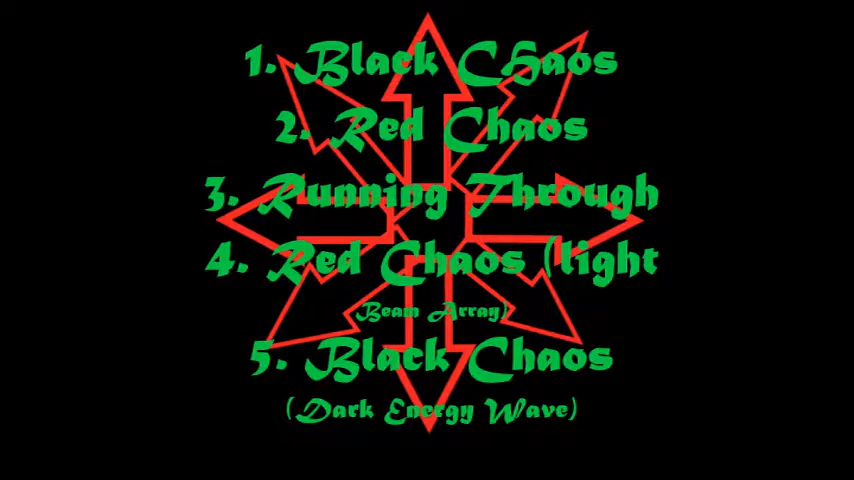 1. Black CHaos
2. Red Chaos
3. Running Through
4. Red Chaos (light
Beam Array)
5. Black Chaos
(Dark Energy Wave)